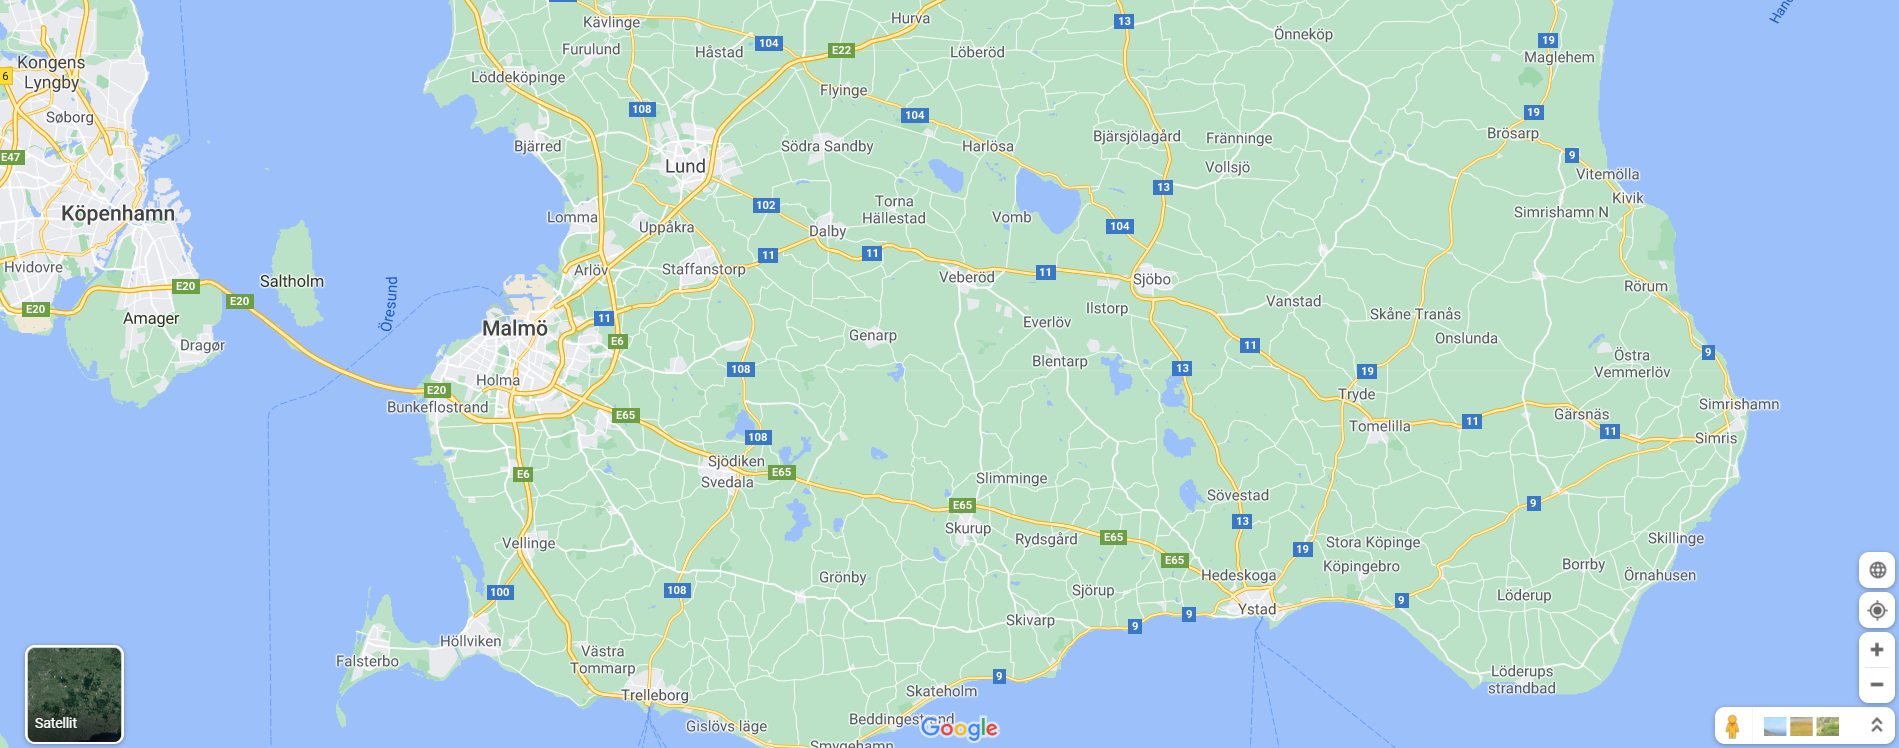 Kävlinge
Hurva
13
Önneköp
19
Maglehem
104
E22
Furulund
Håstad
Löberöd
Kongens
Lyngby
6
Löddeköpinge
Flyinge
108
104
19
Søborg
Brösarp
Bjärsjölagård
Fränninge
Bjärred
Södra Sandby
Harlösa
9
E47
Lund
Vollsjö
Vitemölla
13
Kivik
Köpenhamn
Lomma
102
Torna
Hällestad
Vomb
Simrishamn N
Uppåkra
Dalby
104
11
11
Hvidovre
Arlöv
Staffanstorp
Veberöd
11
Sjöbo
Saltholm
E20
E20
E20
Öresund
Rörum
Vanstad
Amager
Malmö
11
Ilstorp
Everlöv
Skåne Tranås
Onslunda
Dragør
E6
Genarp
11
9
Blentarp
Östra
Vemmerlöv
108
13
19
Holma
E20
Bunkeflostrand
E65
Tryde
Simrishamn
Gärsnäs
11
Tomelilla
11
Simris
108
Sjödiken
E65
Svedala
E6
Slimminge
Sövestad
E65
9
Skurup
13
Rydsgård
E65
Vellinge
19
Stora Köpinge
Skillinge
E65
Köpingebro
Borrby
Hedeskoga
Örnahusen
Grönby
100
108
Sjörup
9
Löderup
Ystad
9
Skivarp
9
Höllviken
Falsterbo
Västra
Tommarp
9
Löderups
strandbad
Trelleborg
Skateholm
Gislövs läge
Beddingestrand
Google
Smygehamn
Satellit